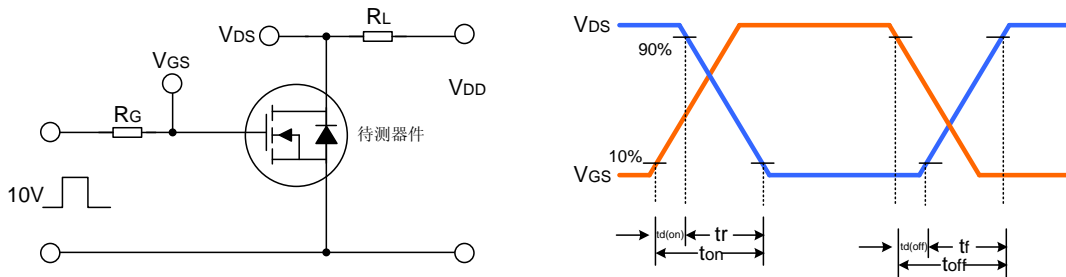 VDS
RL
VGS
VDD
RG
待测器件
10V
VDS
90%
10%
VGS
td(on)
tr
ton
td(off)
tf
toff